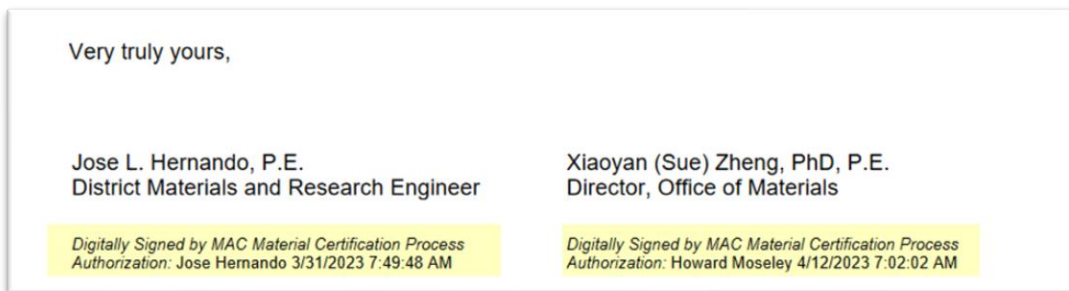 Very truly yours,
Jose L. Hernando, P.E.
District Materials and Research Engineer
Digitally Signed by MAC Material Certification Process
Authorization: Jose Hernando 3/31/2023 7:49:48 AM
Xiaoyan (Sue) Zheng, PhD, P.E.
Director, Office of Materials
Digitally Signed by MAC Material Certification Process
Authorization: Howard Moseley 4/12/2023 7:02:02 AM